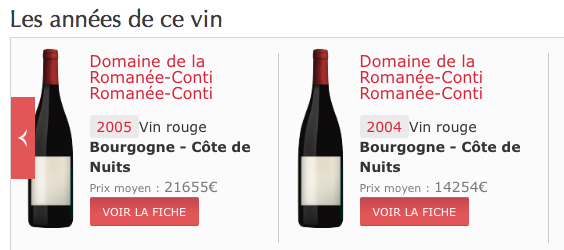 Les années de ce vin
Domaine de la
Romanée-Conti
Romanée-Conti
2005 Vin rouge
Bourgogne - Côte de
Nuits
Prix moyen : 21655€
VOIR LA FICHE
Domaine de la
Romanée-Conti
Romanée-Conti
2004 Vin rouge
Bourgogne - Côte de
Nuits
Prix moyen : 14254€
VOIR LA FICHE